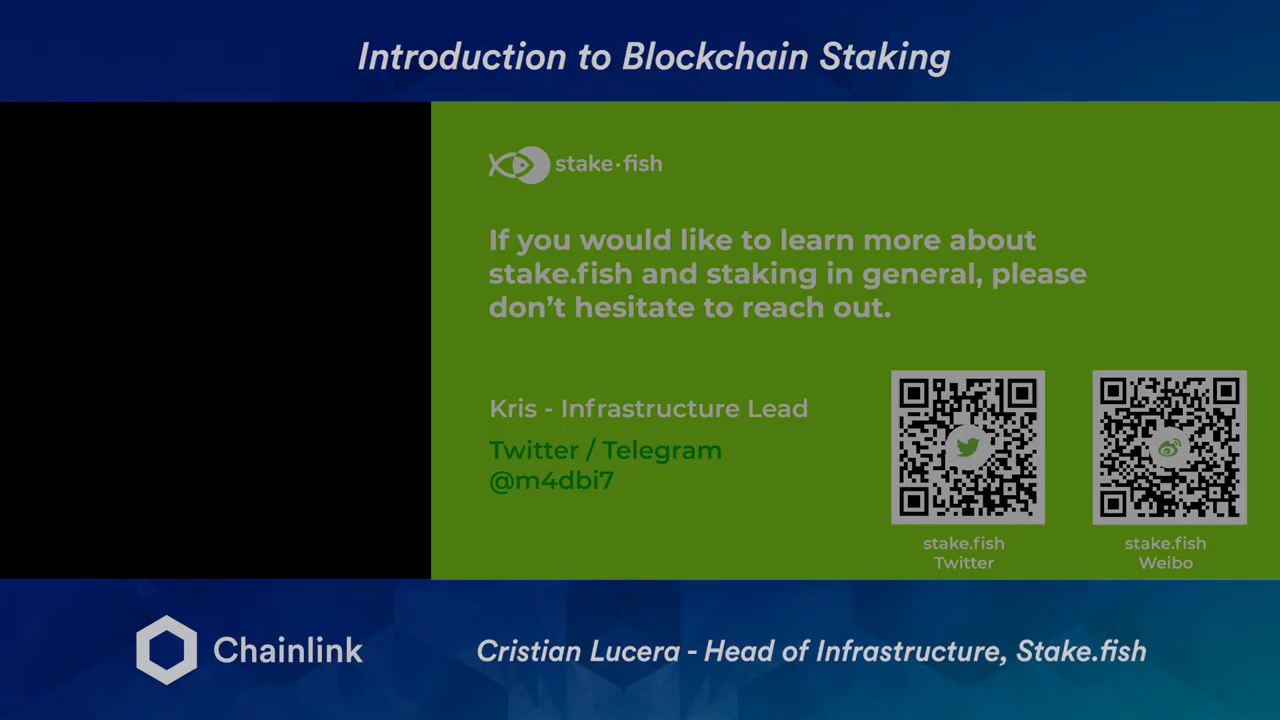 Introduction to Blockchain Staking
stake·fish
If you would like to learn more about
stake.fish and staking in general, please
don’t hesitate to reach out.
Kris - Infrastructure Lead
Twitter / Telegram
@m4dbi7
stake.fish
Twitter
stake.fish
Weibo
Chainlink
Cristian Lucera - Head of Infrastructure, Stake.fish